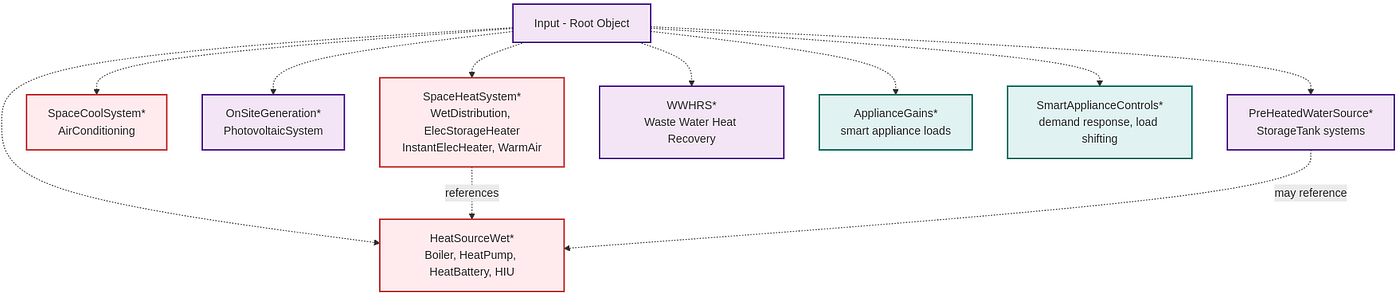 Input - Root Object
SpaceCoolSystem*
AirConditioning
OnSiteGeneration*
PhotovoltaicSystem
SpaceHeatSystem*
WetDistribution,
ElecStorageHeater
InstantElecHeater, WarmAir
WWHRS*
Waste Water Heat
Recovery
ApplianceGains*
smart appliance loads
SmartApplianceControls*
demand response, load
shifting
PreHeatedWaterSource*
StorageTank systems
references
may reference
HeatSourceWet*
Boiler, HeatPump,
HeatBattery, HIU